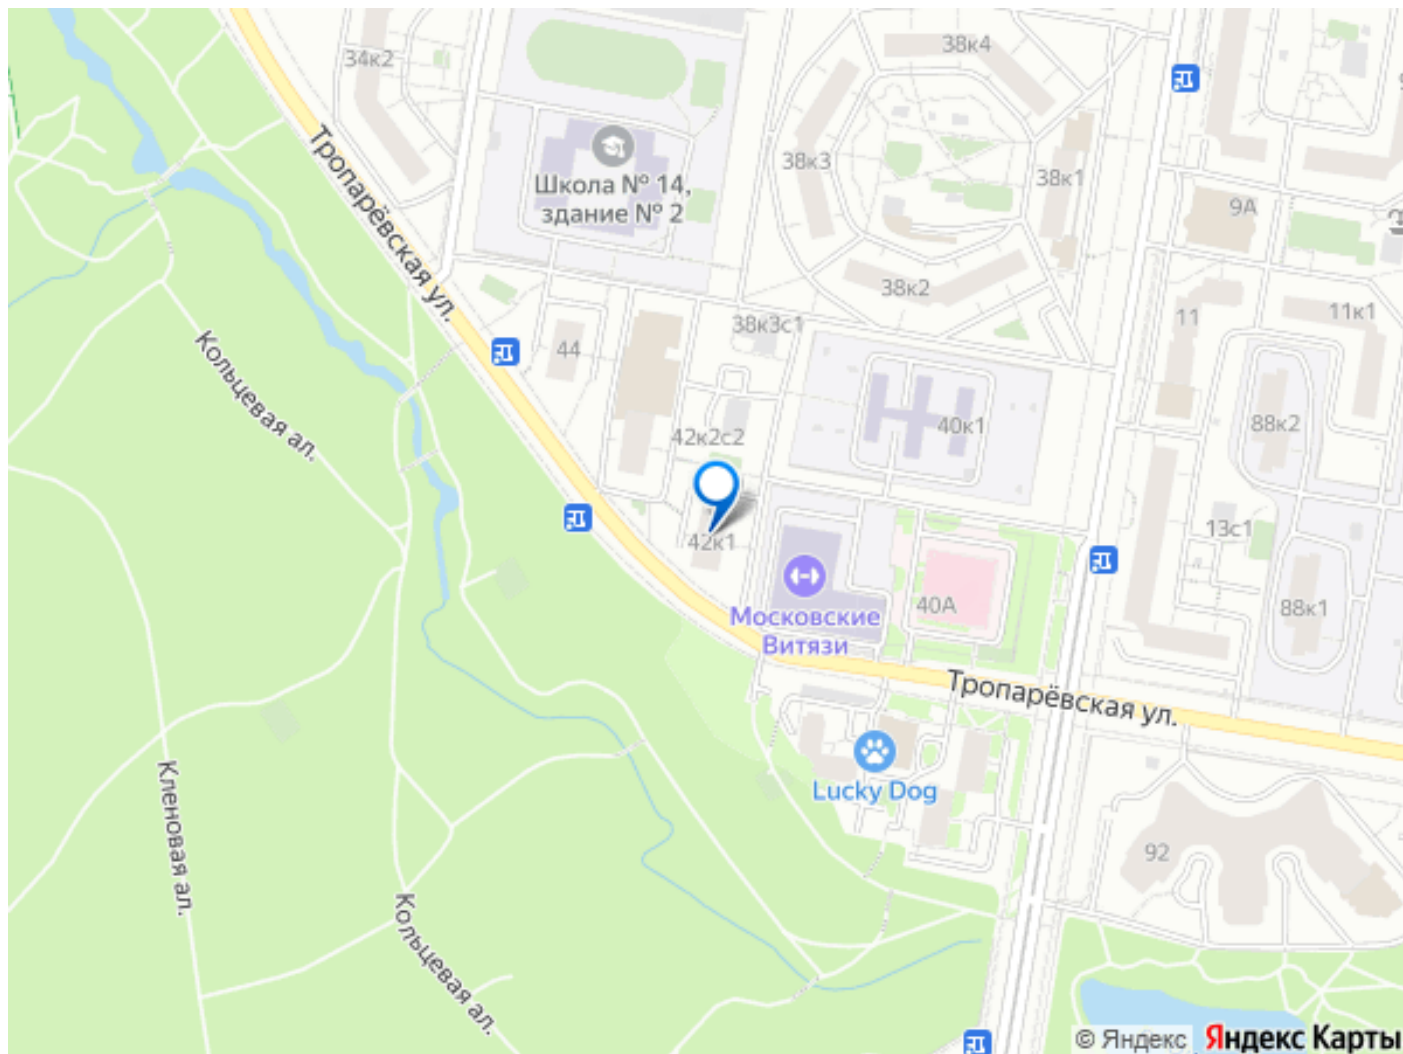 38к4
34к2
Тропарёвская ул.
Школа № 14,
здание № 2
38к3
38к1
9А
38к2
38к3с1
11
11к1
44
Кольцевая ал.
42к2с2
40к1
88к2
42к1
13с1
40А
88к1
Московские
Витязи
Тропарёвская ул.
Lucky Dog
Кленовая ал.
92
Кольцевая ал.
© Яндекс Яндекс Карты